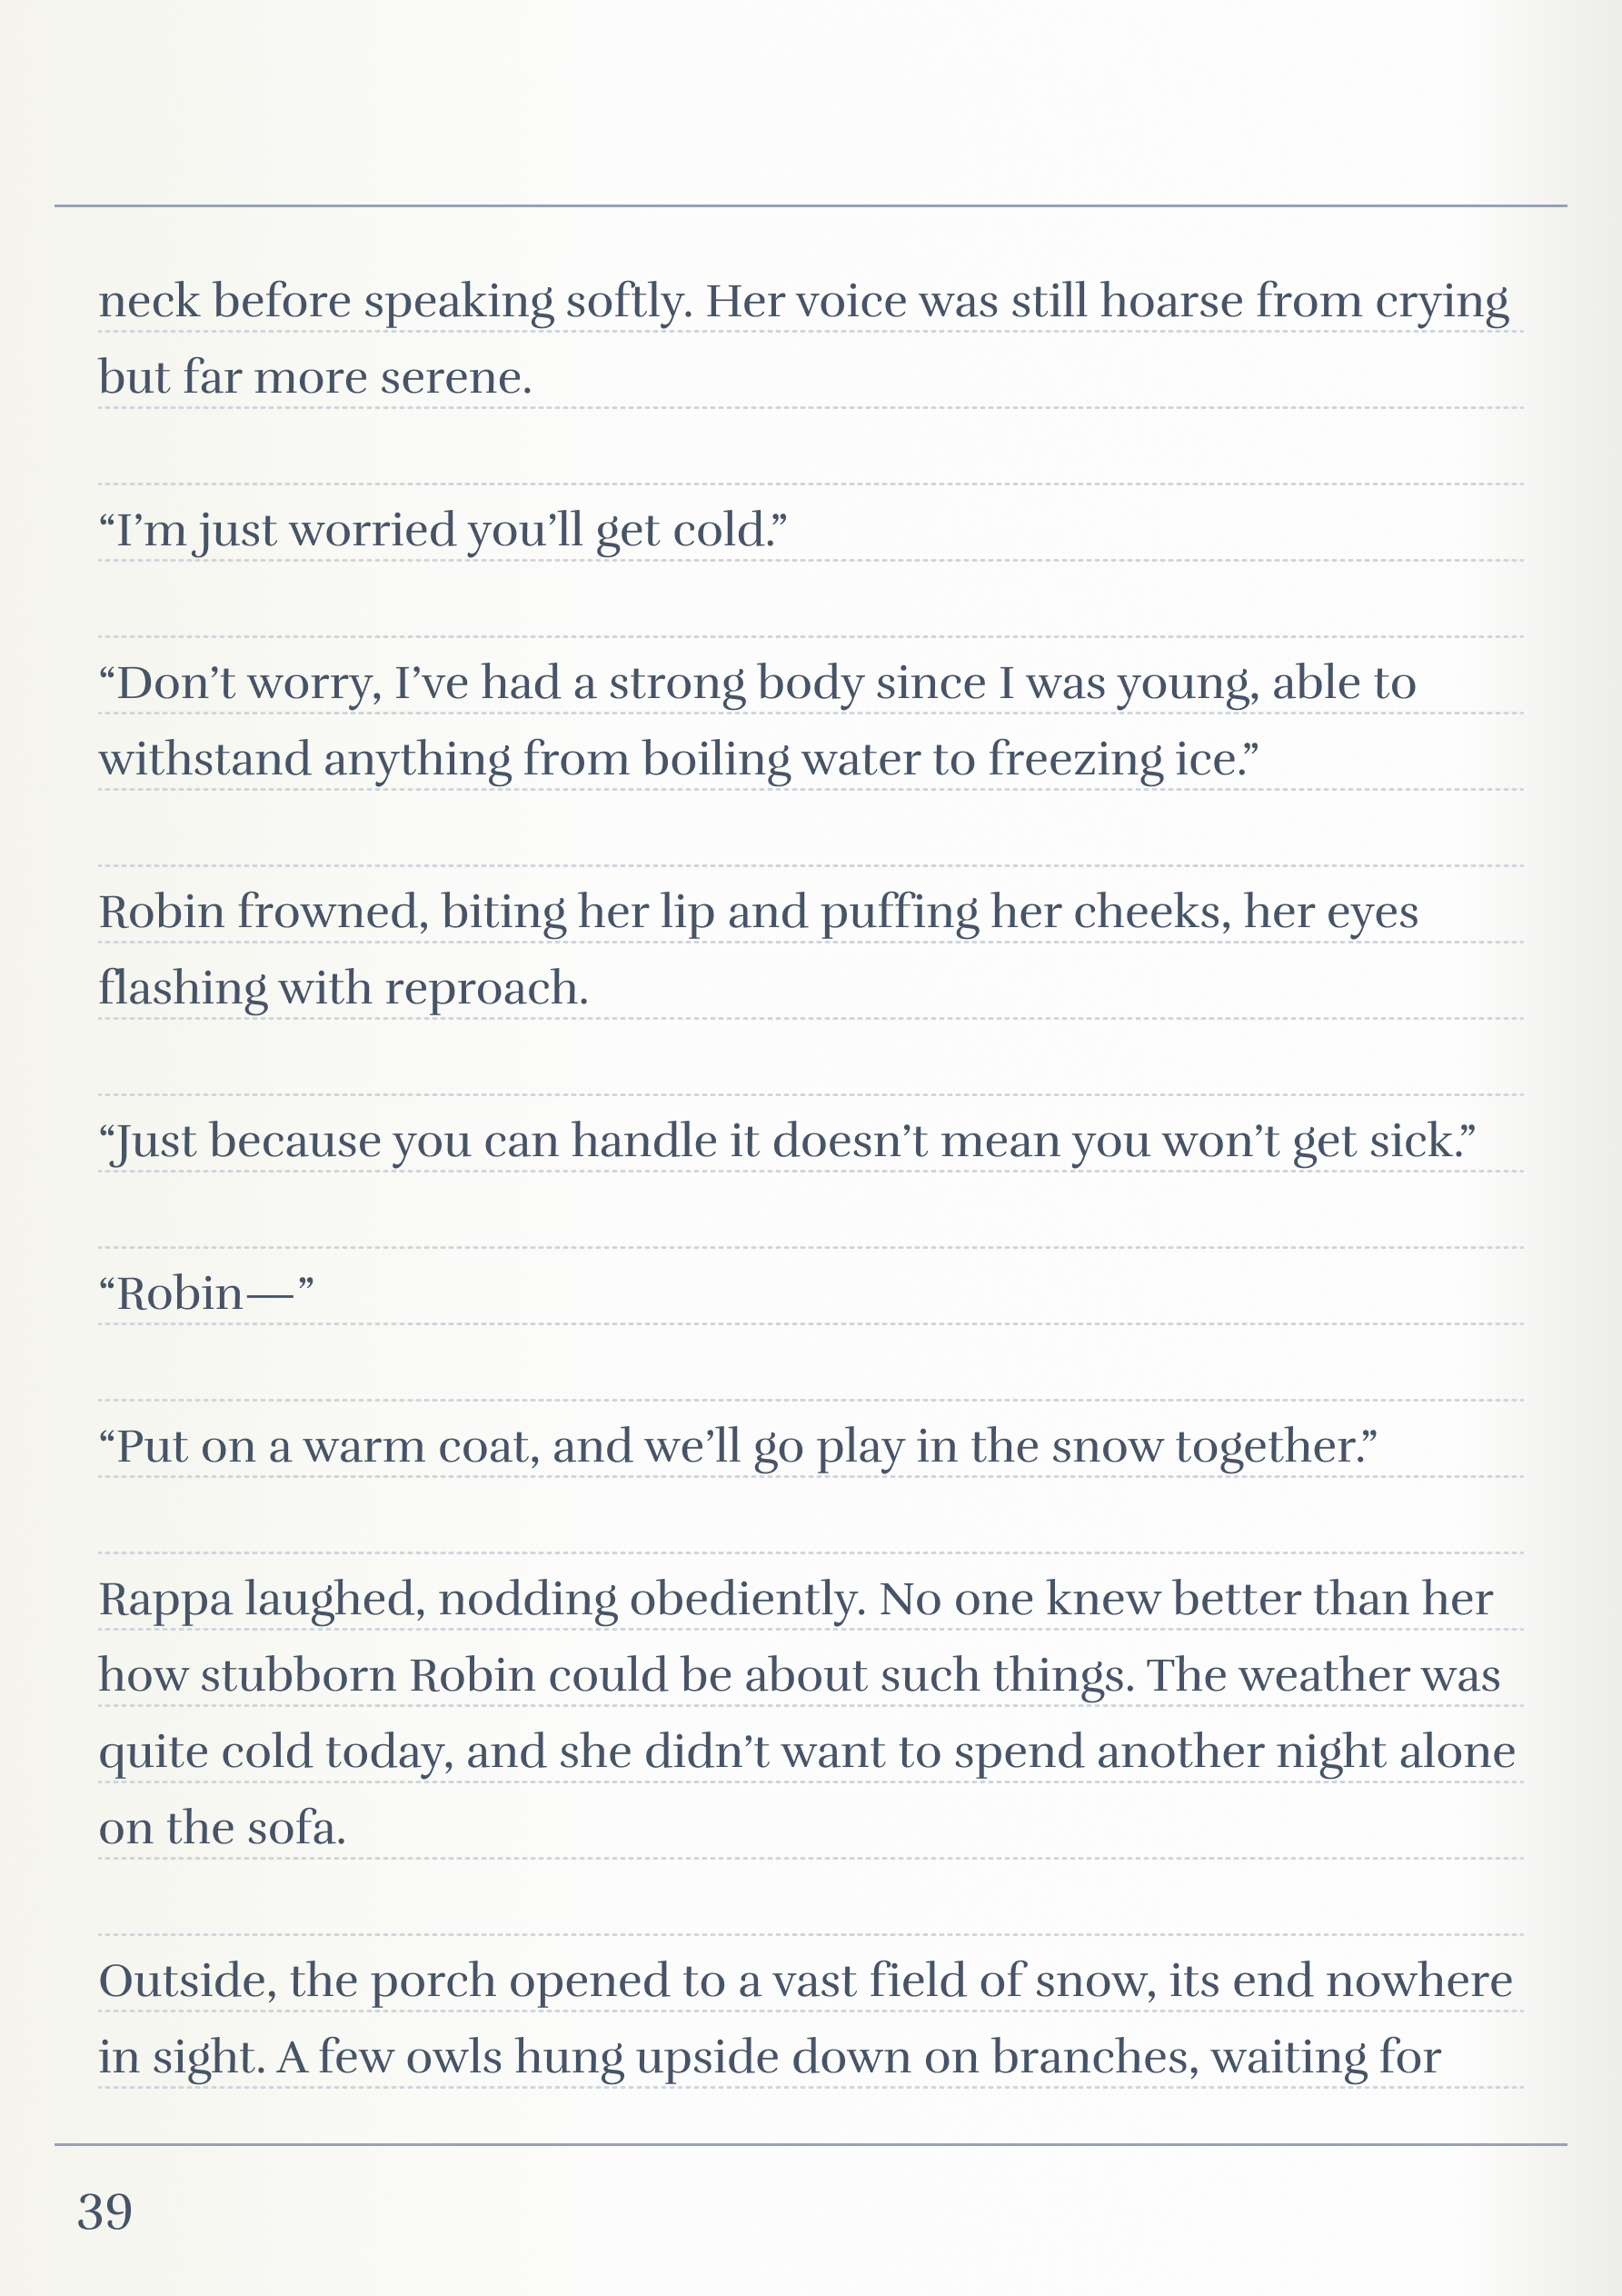 neck before speaking softly. Her voice was still hoarse from crying
but far more serene.
“I’m just worried you’ll get cold.”
“Don’t worry, I’ve had a strong body since I was young, able to
withstand anything from boiling water to freezing ice.”
Robin frowned, biting her lip and puffing her cheeks, her eyes
flashing with reproach.
“Just because you can handle it doesn’t mean you won’t get sick.”
“Robin—”
“Put on a warm coat, and we’ll go play in the snow together.”
Rappa laughed, nodding obediently. No one knew better than her
how stubborn Robin could be about such things. The weather was
quite cold today, and she didn’t want to spend another night alone
on the sofa.
Outside, the porch opened to a vast field of snow, its end nowhere
in sight. A few owls hung upside down on branches, waiting for
39